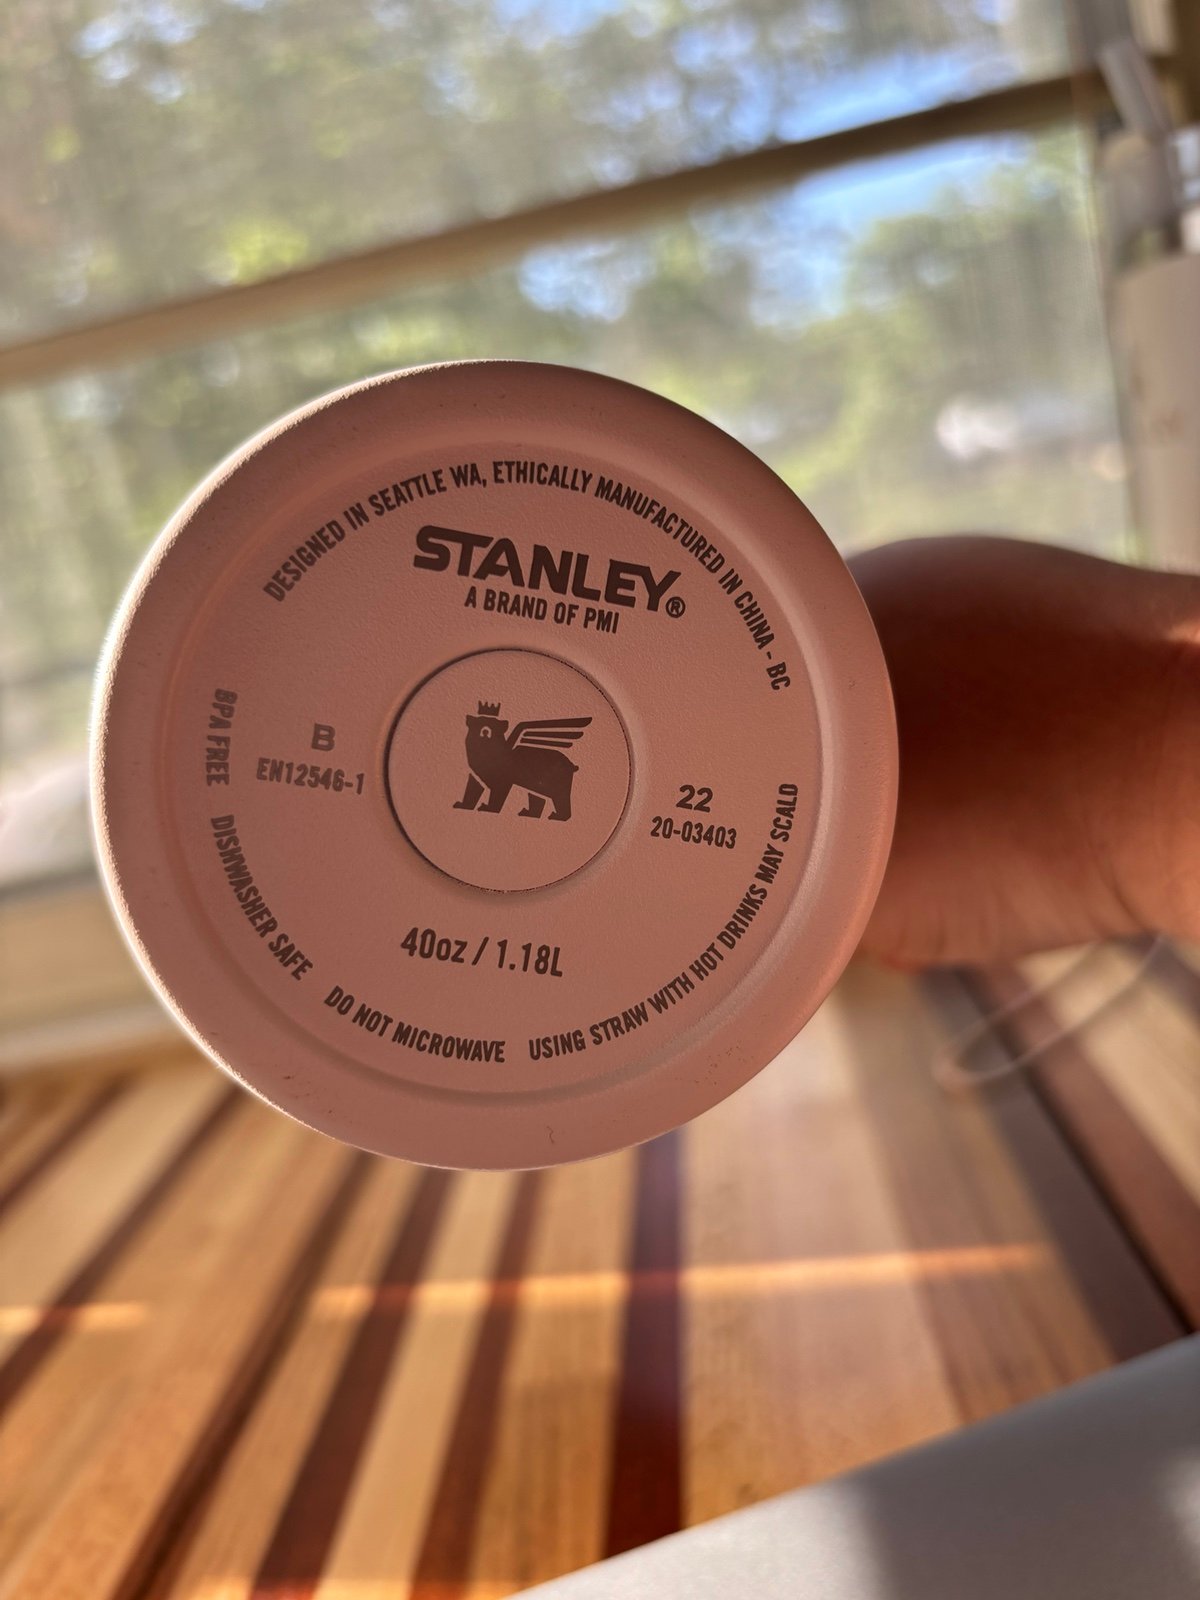 DESIGNED IN SEATTLE WA, ETHICALLY MANUFACTURED IN CHINA - BC
STANLEY®
A BRAND OF PMI
B
EN12546-1
22
20-03403
40oz / 1.18L
BPA FREE
DISHWASHER SAFE
DO NOT MICROWAVE
USING STRAW WITH HOT DRINKS MAY SCALD